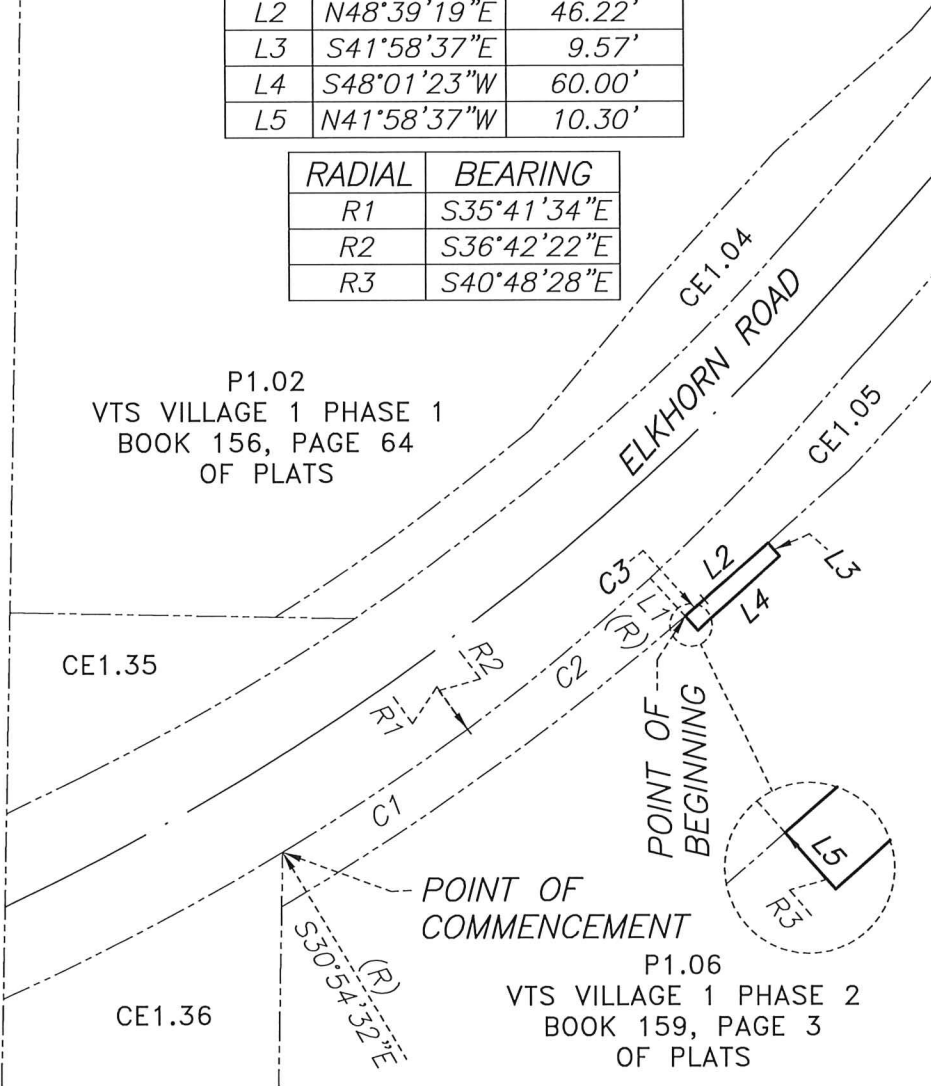 L2 N48°39'19"E 46.22'
L3 S41°58'37"E 9.57'
L4 S48°01'23"W 60.00'
L5 N41°58'37"W 10.30'
RADIAL BEARING
R1 S35°41'34"E
R2 S36°42'22"E
R3 S40°48'28"E
CE1.04
ELKHORN ROAD
P1.02
VTS VILLAGE 1 PHASE 1
BOOK 156, PAGE 64
OF PLATS
CE1.05
C3
L2
L3
L1
(R)
L4
CE1.35
C2
R2
R1
POINT OF
BEGINNING
C1
L5
R3
POINT OF
COMMENCEMENT
(R)
S30°54'32"E
CE1.36
P1.06
VTS VILLAGE 1 PHASE 2
BOOK 159, PAGE 3
OF PLATS